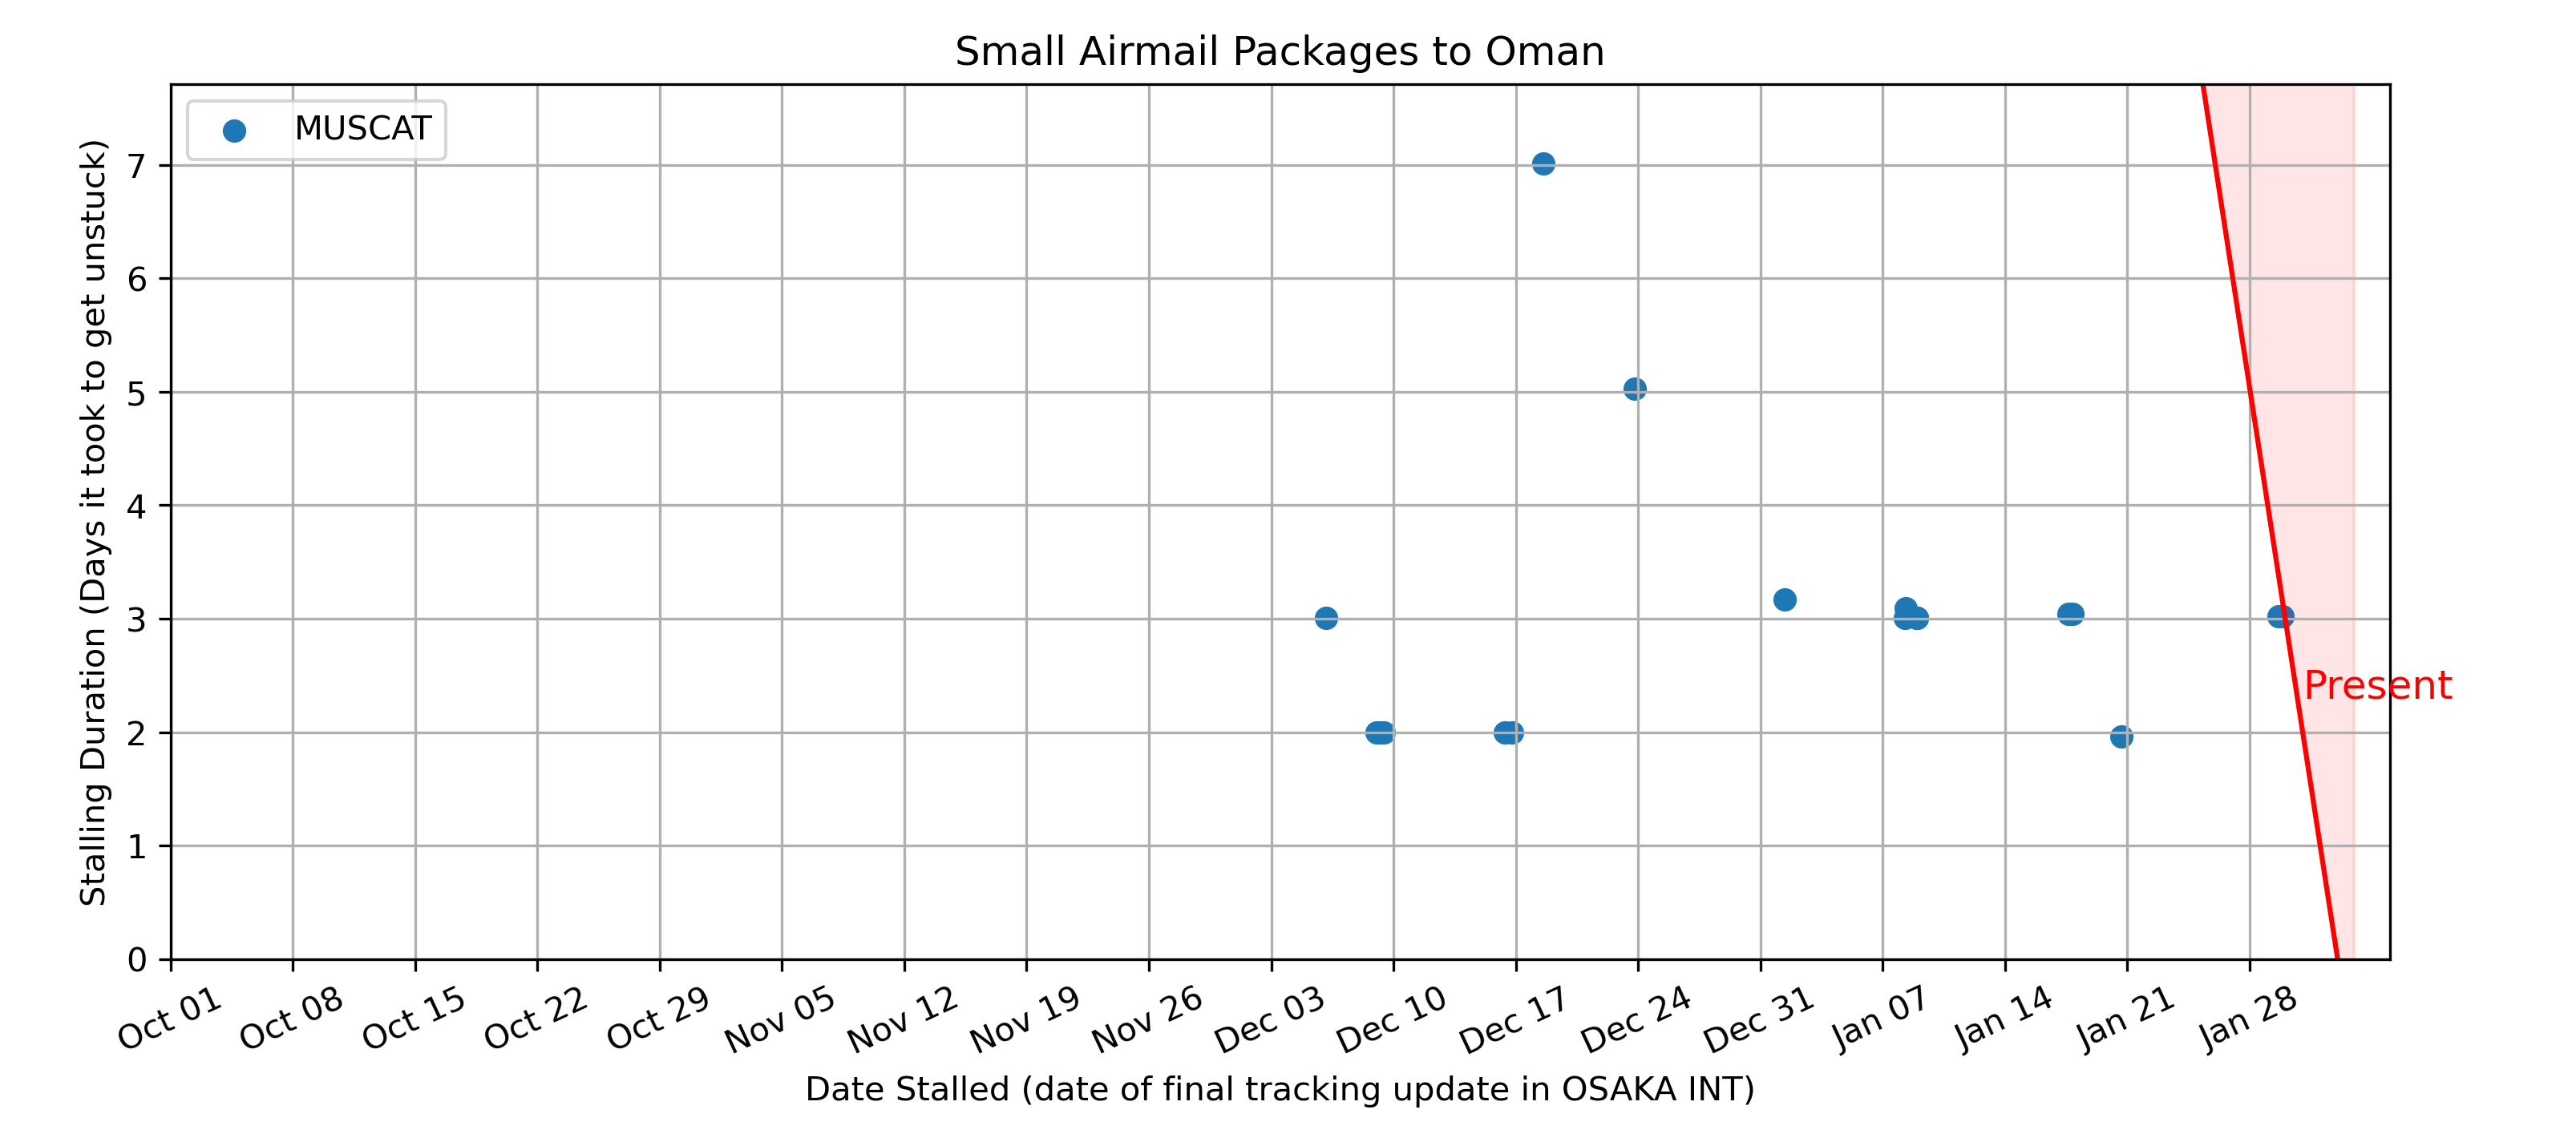 Small Airmail Packages to Oman
MUSCAT
Stalling Duration (Days it took to get unstuck)
7
6
5
4
3
2
1
0
Present
Oct 01
Oct 08
Oct 15
Oct 22
Oct 29
Nov 05
Nov 12
Nov 19
Nov 26
Dec 03
Dec 10
Dec 17
Dec 24
Dec 31
Jan 07
Jan 14
Jan 21
Jan 28
Date Stalled (date of final tracking update in OSAKA INT)